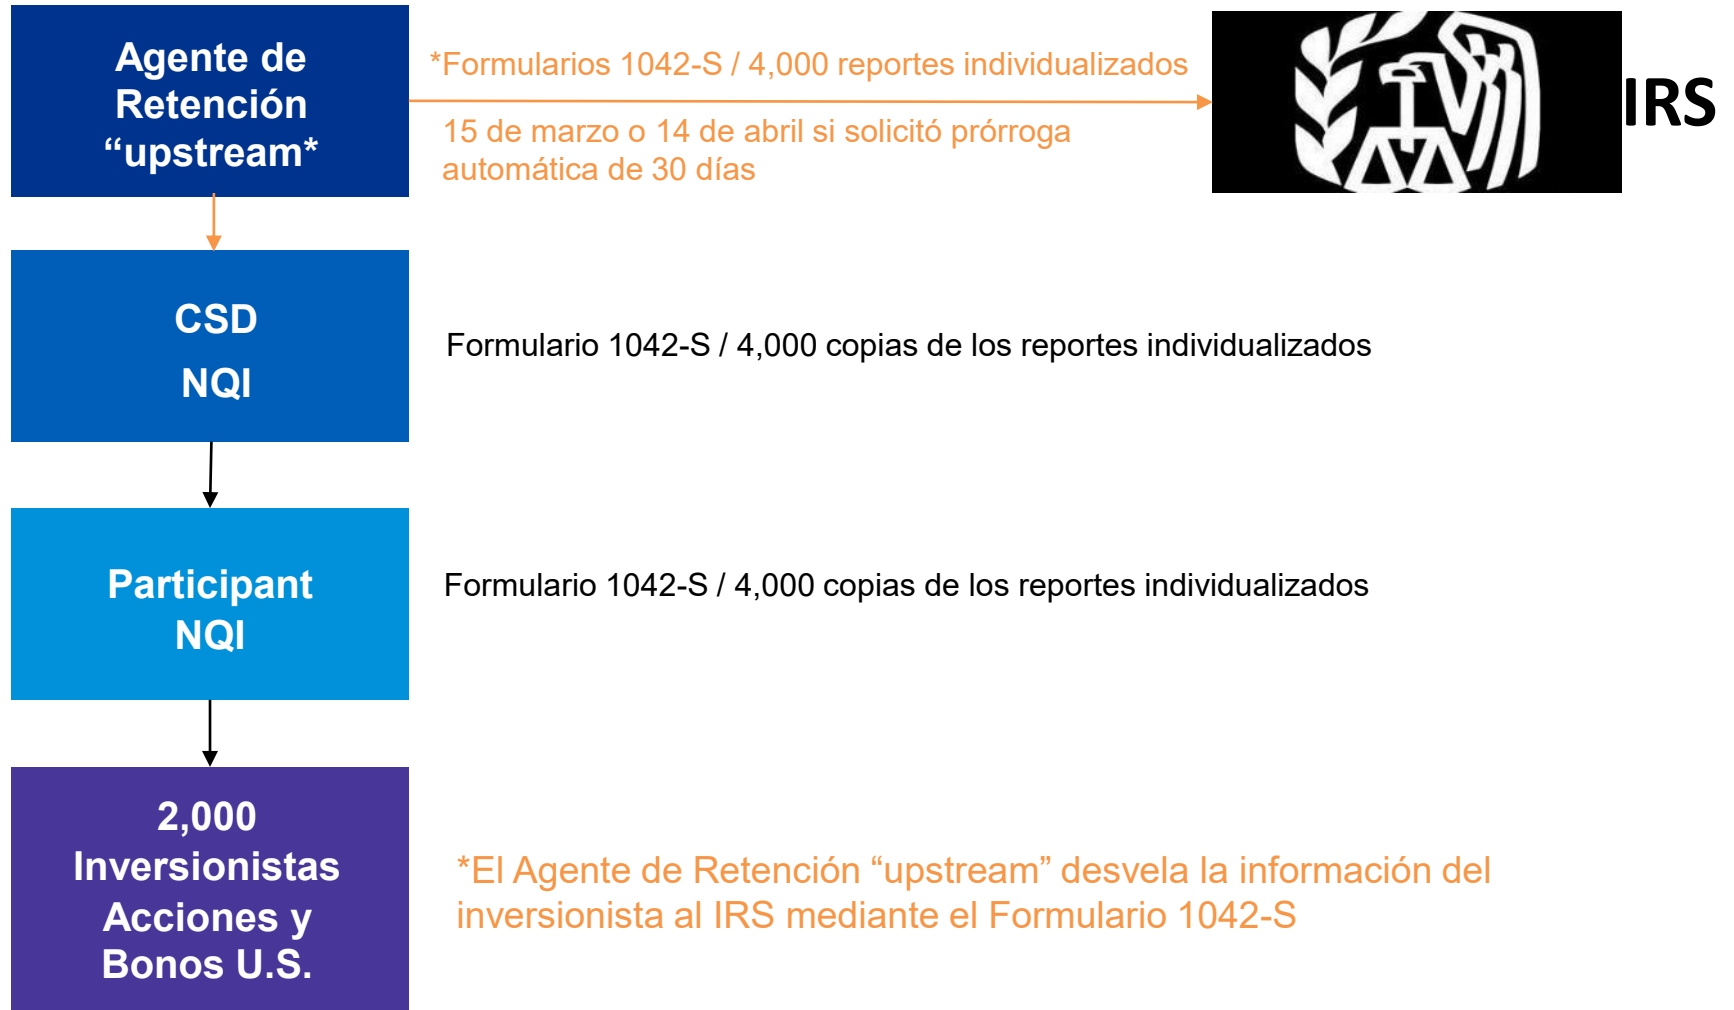 Agente de
Retención
“upstream*
*Formularios 1042-S / 4,000 reportes individualizados
15 de marzo o 14 de abril si solicitó prórroga
automática de 30 días
IRS
CSD
NQI
Formulario 1042-S / 4,000 copias de los reportes individualizados
Participant
NQI
Formulario 1042-S / 4,000 copias de los reportes individualizados
2,000
Inversionistas
Acciones y
Bonos U.S.
*El Agente de Retención “upstream” desvela la información del
inversionista al IRS mediante el Formulario 1042-S